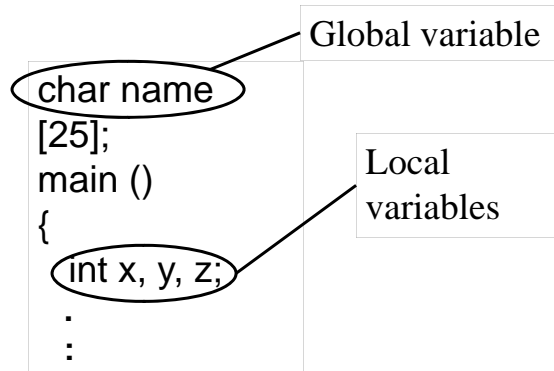 Global variable
char name
[25];
main ()
{
int x, y, z;
.
:
Local
variables